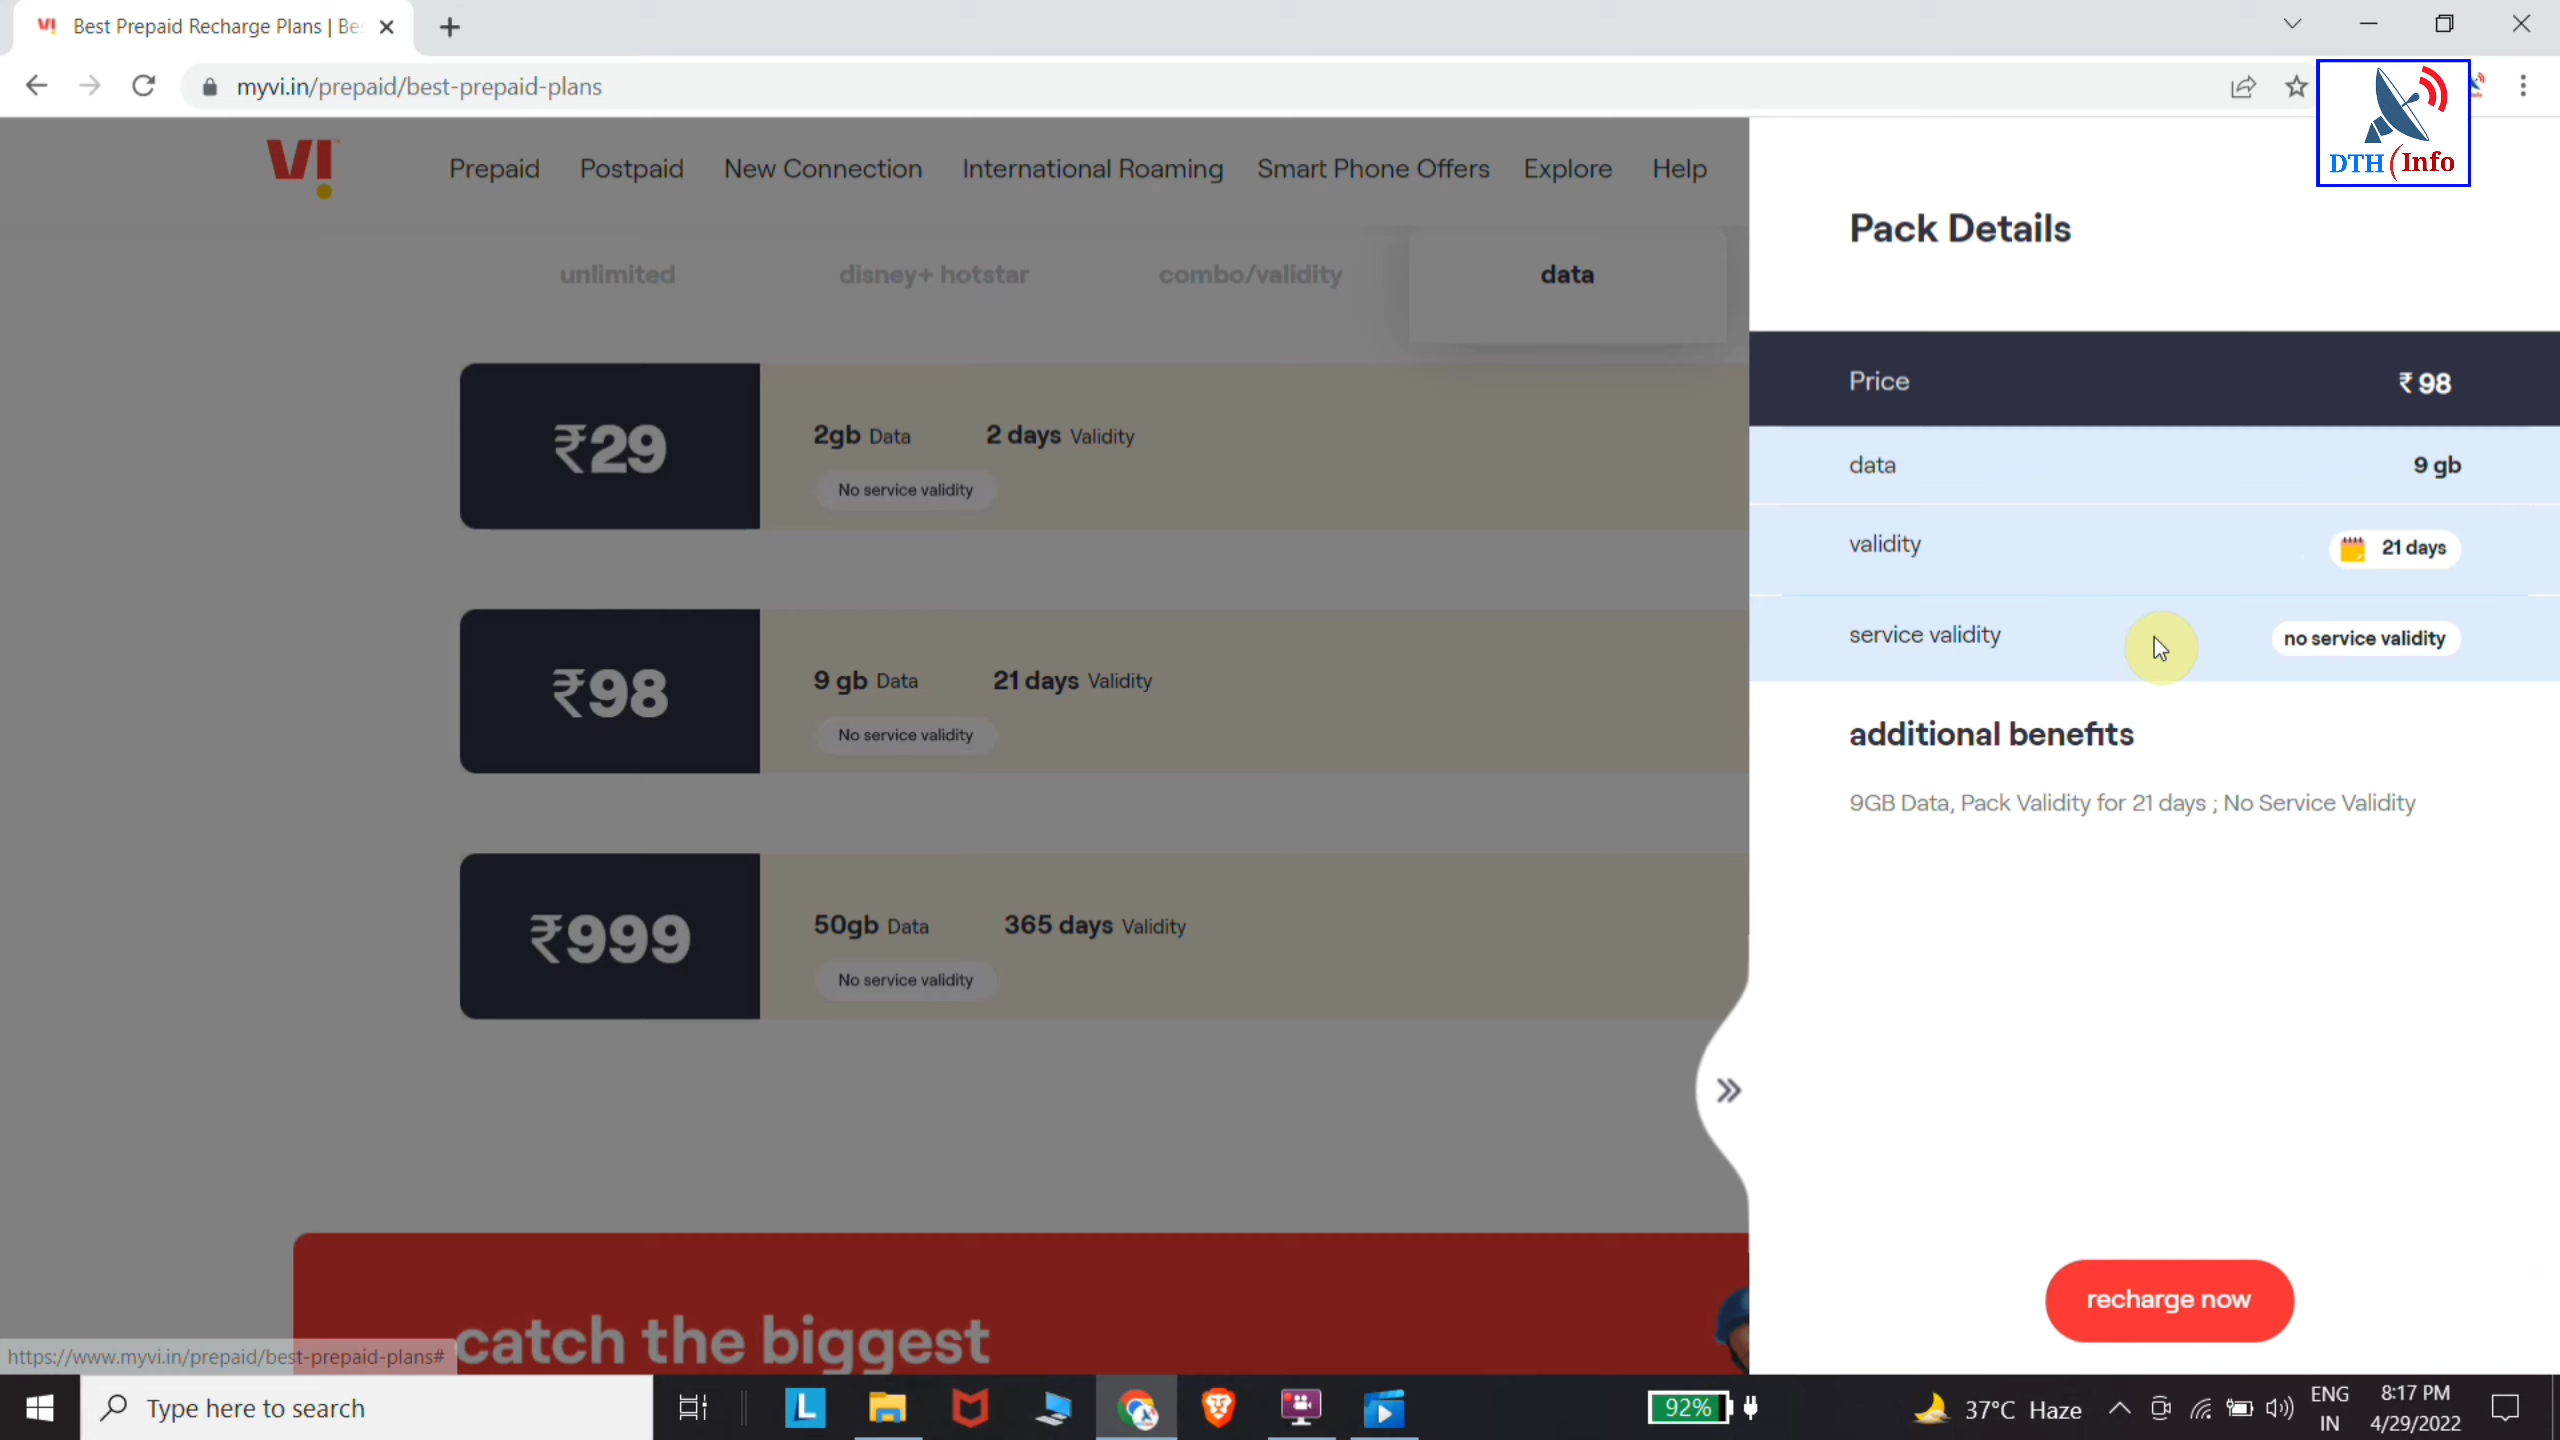 Best Prepaid Recharge Plans | Be
myvi.in/prepaid/best-prepaid-plans
DTH Info
VI
Prepaid Postpaid New Connection International Roaming Smart Phone Offers Explore Help
unlimited disney+ hotstar combo/validity data
₹29
2gb Data 2 days Validity
No service validity
₹98
9 gb Data 21 days Validity
No service validity
₹999
50gb Data 365 days Validity
No service validity
catch the biggest
https://www.myvi.in/prepaid/best-prepaid-plans#
Pack Details
Price ₹ 98
data 9 gb
validity 21 days
service validity no service validity
additional benefits
9GB Data, Pack Validity for 21 days ; No Service Validity
recharge now
Type here to search
L
92%
37°C Haze
ENG
IN
8:17 PM
4/29/2022